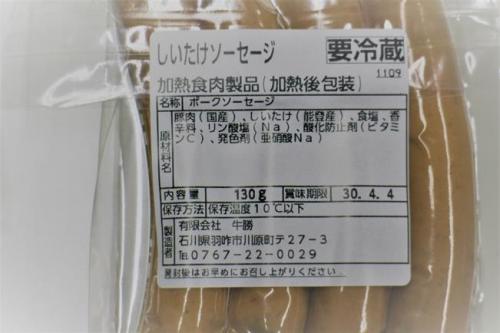 しいたけソーセージ 要冷蔵
1109
加熱食肉製品(加熱後包装)
名称 ポークソーセージ
原材料名 豚肉(国産)、しいたけ(能登産)、食塩、香
辛料、リン酸塩(Na)、酸化防止剤(ビタミ
ンC)、発色剤(亜硝酸Na)
内容量 130g 賞味期限 30.4.4
保存方法 保存温度10℃以下
製造者 有限会社 牛勝
石川県羽咋市川原町テ27-3
℡0767-22-0029
開封後はお早めにお召し上がりください。